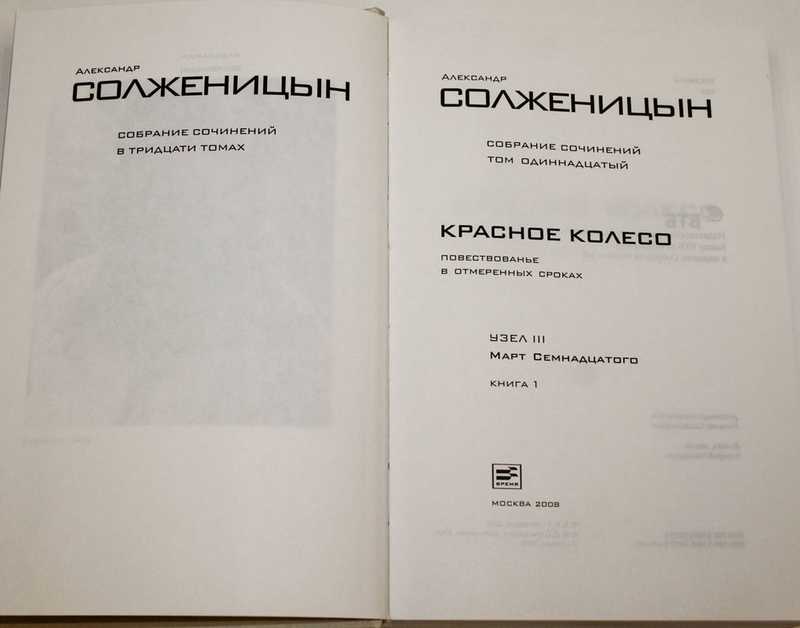 Александр
СОЛЖЕНИЦЫН
СОБРАНИЕ СОЧИНЕНИЙ
В ТРИДЦАТИ ТОМАХ
Александр
СОЛЖЕНИЦЫН
СОБРАНИЕ СОЧИНЕНИЙ
ТОМ ОДИННАДЦАТЫЙ
ВТБ
КРАСНОЕ КОЛЕСО
ПОВЕСТВОВАНЬЕ
В ОТМЕРЕННЫХ СРОКАХ
УЗЕЛ III
Март Семнадцатого
КНИГА 1
ВРЕМЯ
МОСКВА 2008